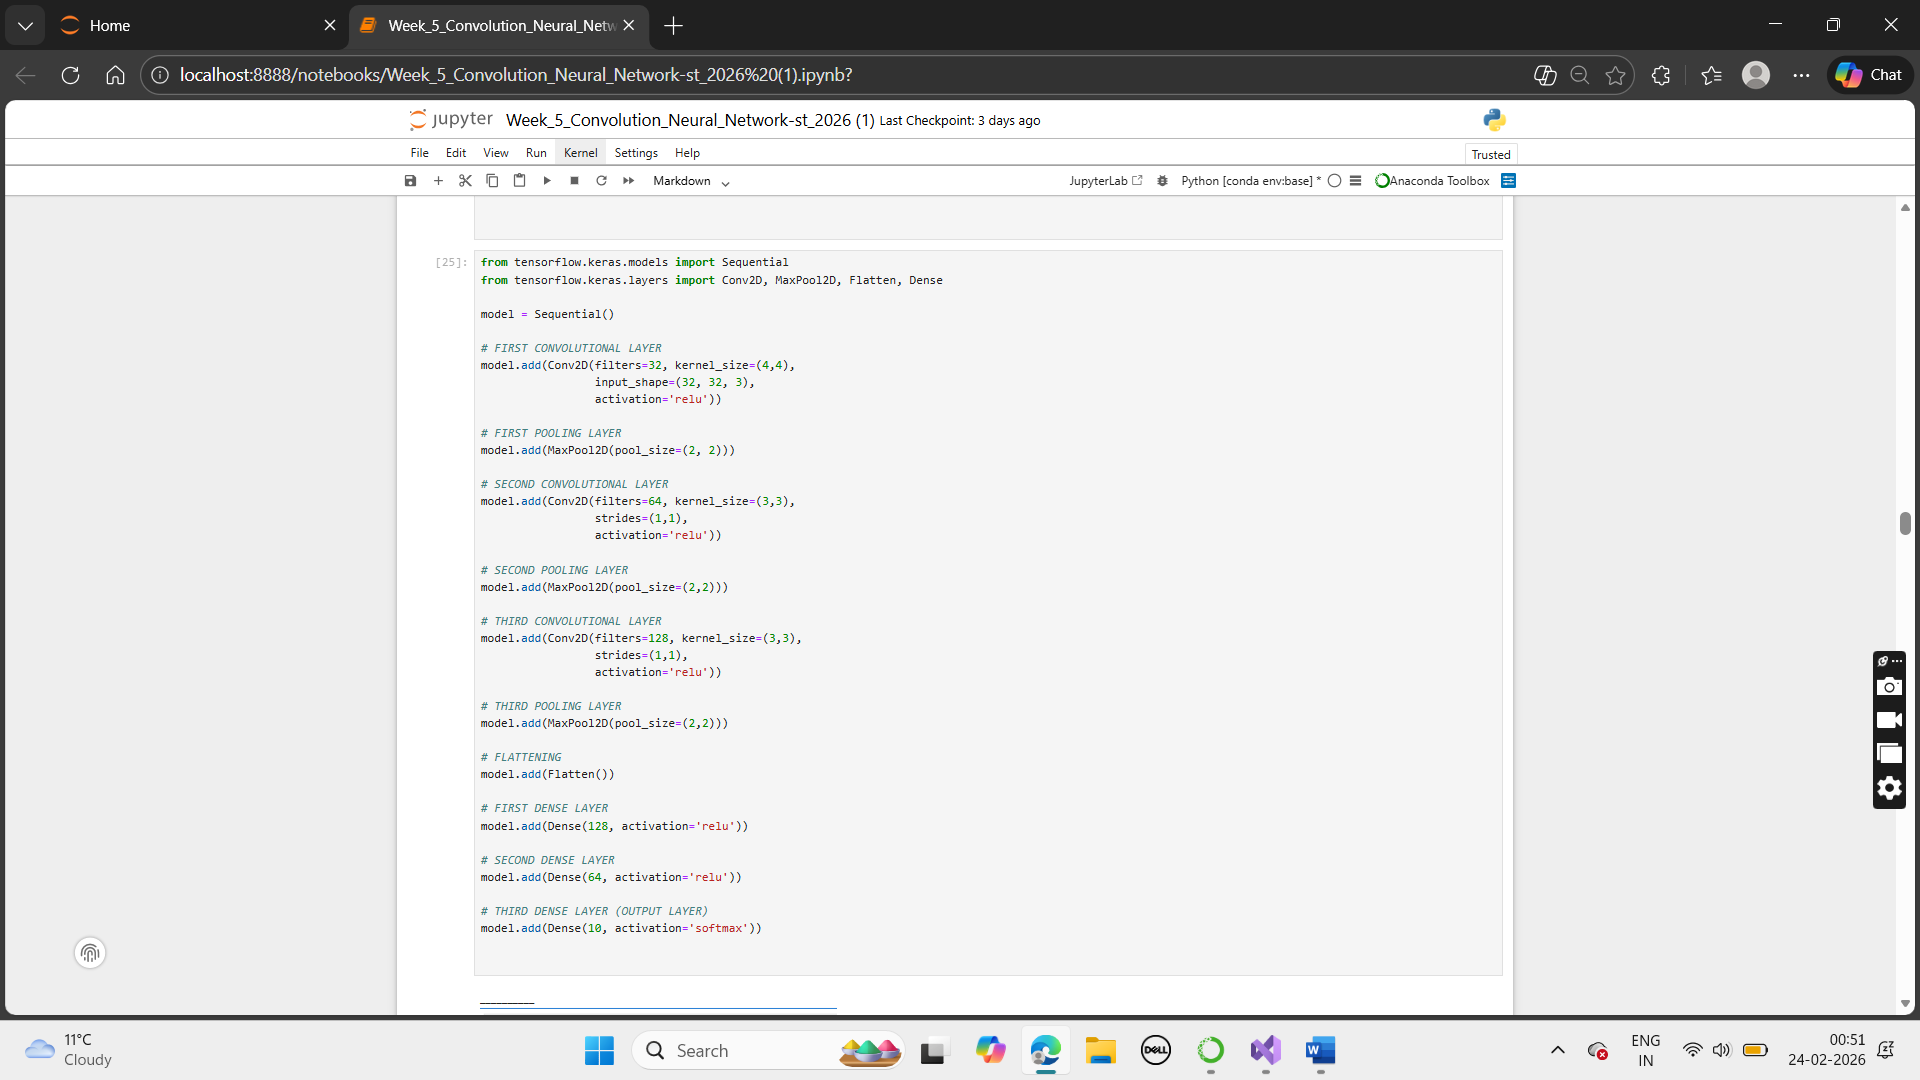 Home
Week_5_Convolution_Neural_Netw
localhost:8888/notebooks/Week_5_Convolution_Neural_Network-st_2026%20(1).ipynb?
Chat
jupyter Week_5_Convolution_Neural_Network-st_2026 (1) Last Checkpoint: 3 days ago
File Edit View Run Kernel Settings Help
Trusted
Markdown
JupyterLab Python [conda env:base] * Anaconda Toolbox
[25]:
from tensorflow.keras.models import Sequential
from tensorflow.keras.layers import Conv2D, MaxPool2D, Flatten, Dense
model = Sequential()
# FIRST CONVOLUTIONAL LAYER
model.add(Conv2D(filters=32, kernel_size=(4,4),
input_shape=(32, 32, 3),
activation='relu'))
# FIRST POOLING LAYER
model.add(MaxPool2D(pool_size=(2, 2)))
# SECOND CONVOLUTIONAL LAYER
model.add(Conv2D(filters=64, kernel_size=(3,3),
strides=(1,1),
activation='relu'))
# SECOND POOLING LAYER
model.add(MaxPool2D(pool_size=(2,2)))
# THIRD CONVOLUTIONAL LAYER
model.add(Conv2D(filters=128, kernel_size=(3,3),
strides=(1,1),
activation='relu'))
# THIRD POOLING LAYER
model.add(MaxPool2D(pool_size=(2,2)))
# FLATTENING
model.add(Flatten())
# FIRST DENSE LAYER
model.add(Dense(128, activation='relu'))
# SECOND DENSE LAYER
model.add(Dense(64, activation='relu'))
# THIRD DENSE LAYER (OUTPUT LAYER)
model.add(Dense(10, activation='softmax'))
11°C
Cloudy
Search
DELL
W
ENG
IN
00:51
24-02-2026